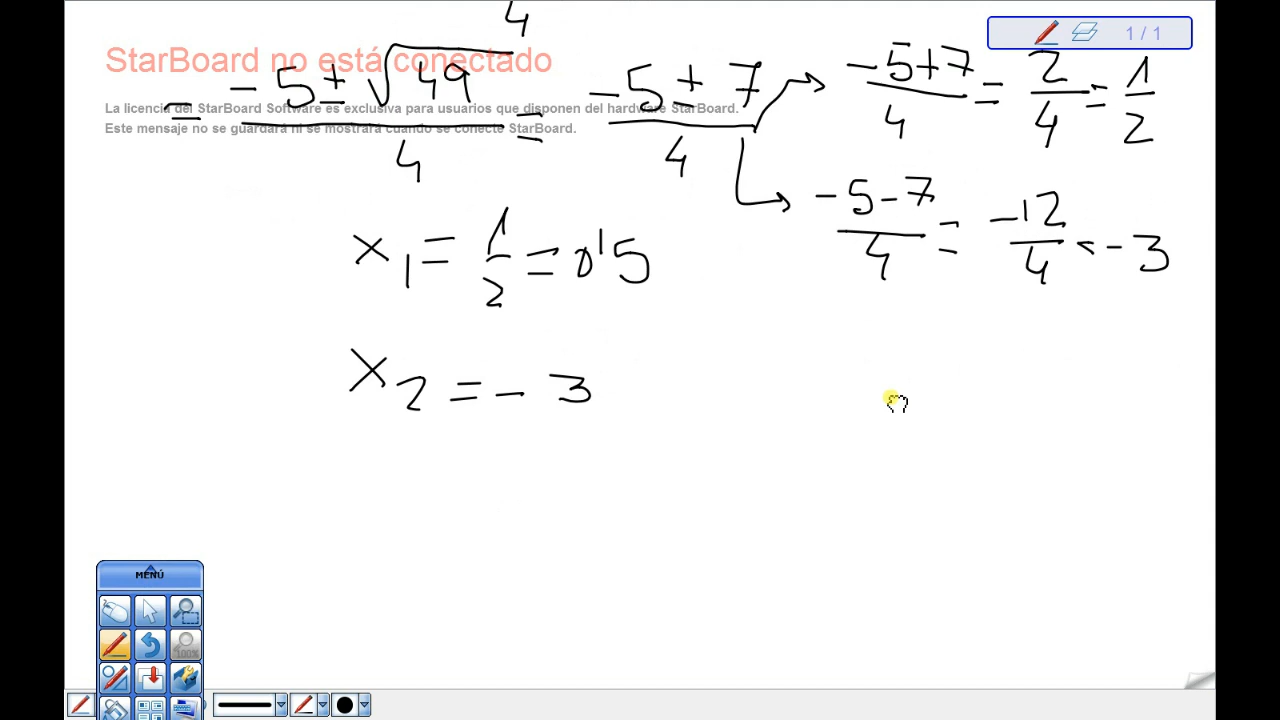 4
StarBoard no está conectado
1 / 1
La licencia del StarBoard Software es exclusiva para usuarios que disponen del hardware StarBoard.
Este mensaje no se guardará ni se mostrará cuando se conecte StarBoard.
= -5 ± √49 / 4 = -5 ± 7 / 4
-5+7 / 4 = 2 / 4 = 1 / 2
-5-7 / 4 = -12 / 4 = -3
x₁ = 1 / 2 = 0'5
x₂ = -3
MENÚ
100%